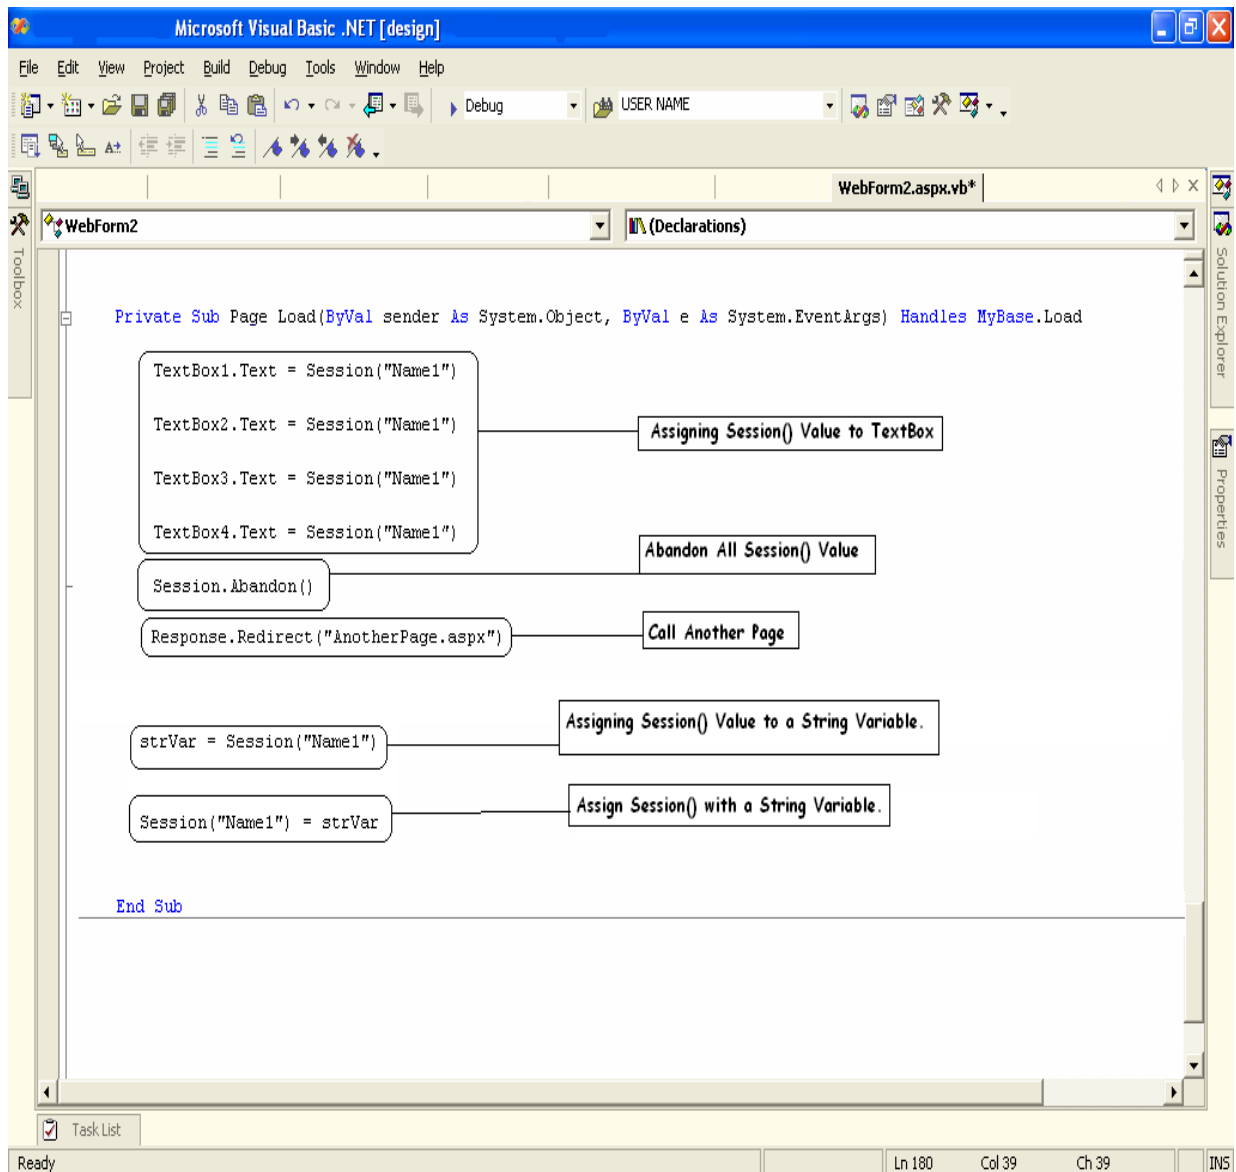 Microsoft Visual Basic .NET [design]
File Edit View Project Build Debug Tools Window Help
Debug USER NAME
WebForm2.aspx.vb*
WebForm2 (Declarations)
Toolbox
Solution Explorer
Properties
Private Sub Page Load(ByVal sender As System.Object, ByVal e As System.EventArgs) Handles MyBase.Load
TextBox1.Text = Session("Name1")
TextBox2.Text = Session("Name1")
Assigning Session() Value to TextBox
TextBox3.Text = Session("Name1")
TextBox4.Text = Session("Name1")
Abandon All Session() Value
Session.Abandon()
Response.Redirect("AnotherPage.aspx")
Call Another Page
Assigning Session() Value to a String Variable.
strVar = Session("Name1")
Assign Session() with a String Variable.
Session("Name1") = strVar
End Sub
Task List
Ready Ln 180 Col 39 Ch 39 INS